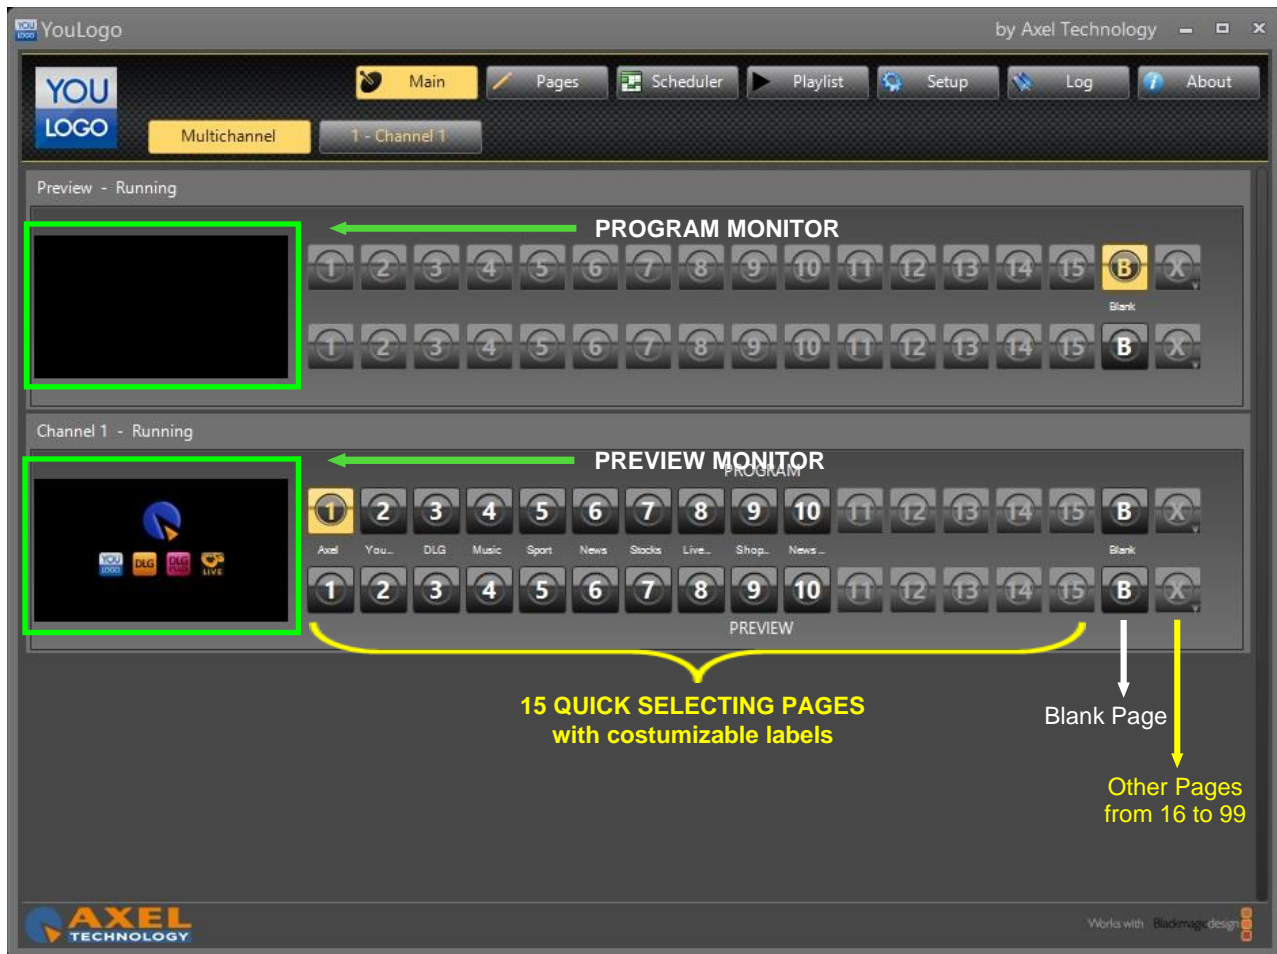 YouLogo by Axel Technology
YOU
LOGO
Main Pages Scheduler Playlist Setup Log About
Multichannel 1 - Channel 1
Preview - Running
PROGRAM MONITOR
1 2 3 4 5 6 7 8 9 10 11 12 13 14 15 B X
Blank
1 2 3 4 5 6 7 8 9 10 11 12 13 14 15 B X
Channel 1 - Running
PREVIEW MONITOR
PROGRAM
1 2 3 4 5 6 7 8 9 10 11 12 13 14 15 B X
Axel You... DLG Music Sport News Stocks Live... Shop... News ... Blank
YOU LOGO DLG DLG PLUS LIVE
1 2 3 4 5 6 7 8 9 10 11 12 13 14 15 B X
PREVIEW
15 QUICK SELECTING PAGES
with costumizable labels
Blank Page
Other Pages
from 16 to 99
AXEL
TECHNOLOGY
Works with Blackmagicdesign